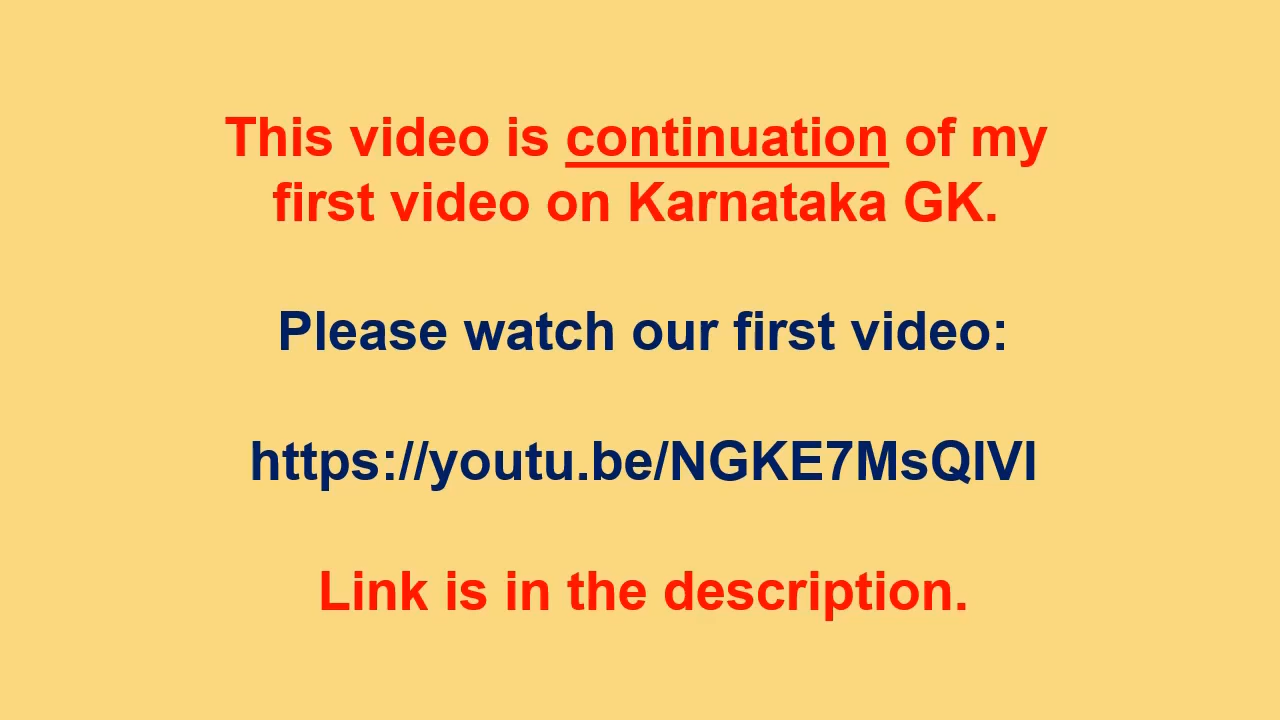 This video is continuation of my
first video on Karnataka GK.
Please watch our first video:
https://youtu.be/NGKE7MsQIVI
Link is in the description.